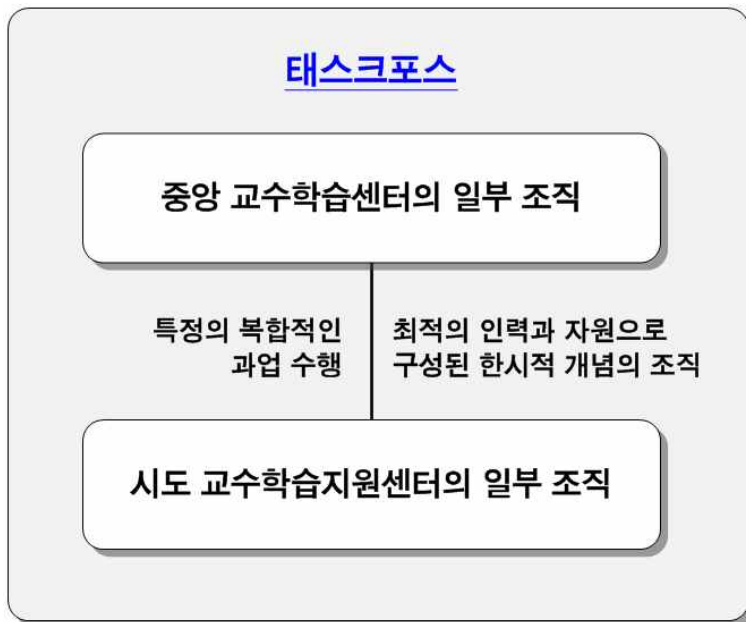 태스크포스
중앙 교수학습센터의 일부 조직
특정의 복합적인
과업 수행
최적의 인력과 자원으로
구성된 한시적 개념의 조직
시도 교수학습지원센터의 일부 조직